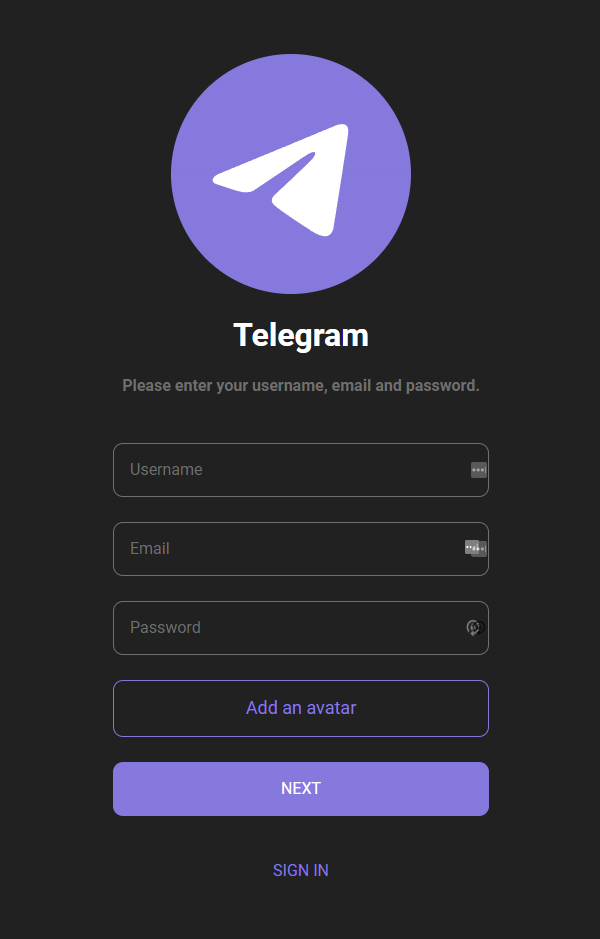 Telegram
Please enter your username, email and password.
Username
Email
Password
Add an avatar
NEXT
SIGN IN